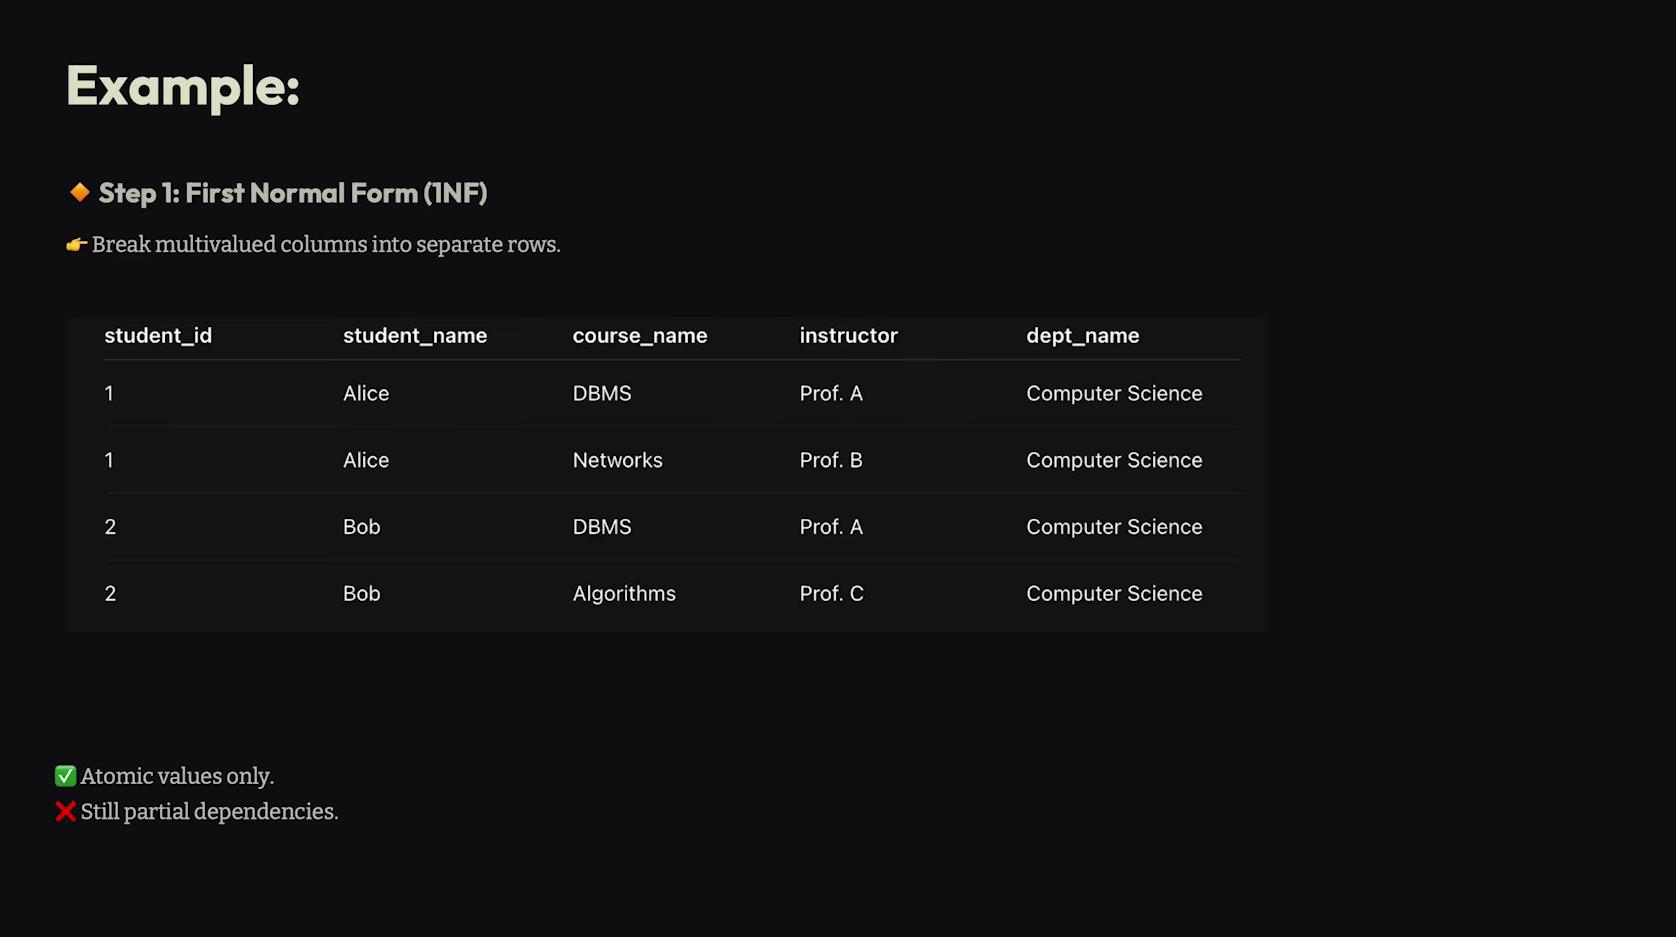 Example:
🔶 Step 1: First Normal Form (1NF)
👉 Break multivalued columns into separate rows.
student_id student_name course_name instructor dept_name
1 Alice DBMS Prof. A Computer Science
1 Alice Networks Prof. B Computer Science
2 Bob DBMS Prof. A Computer Science
2 Bob Algorithms Prof. C Computer Science
✅ Atomic values only.
❌ Still partial dependencies.